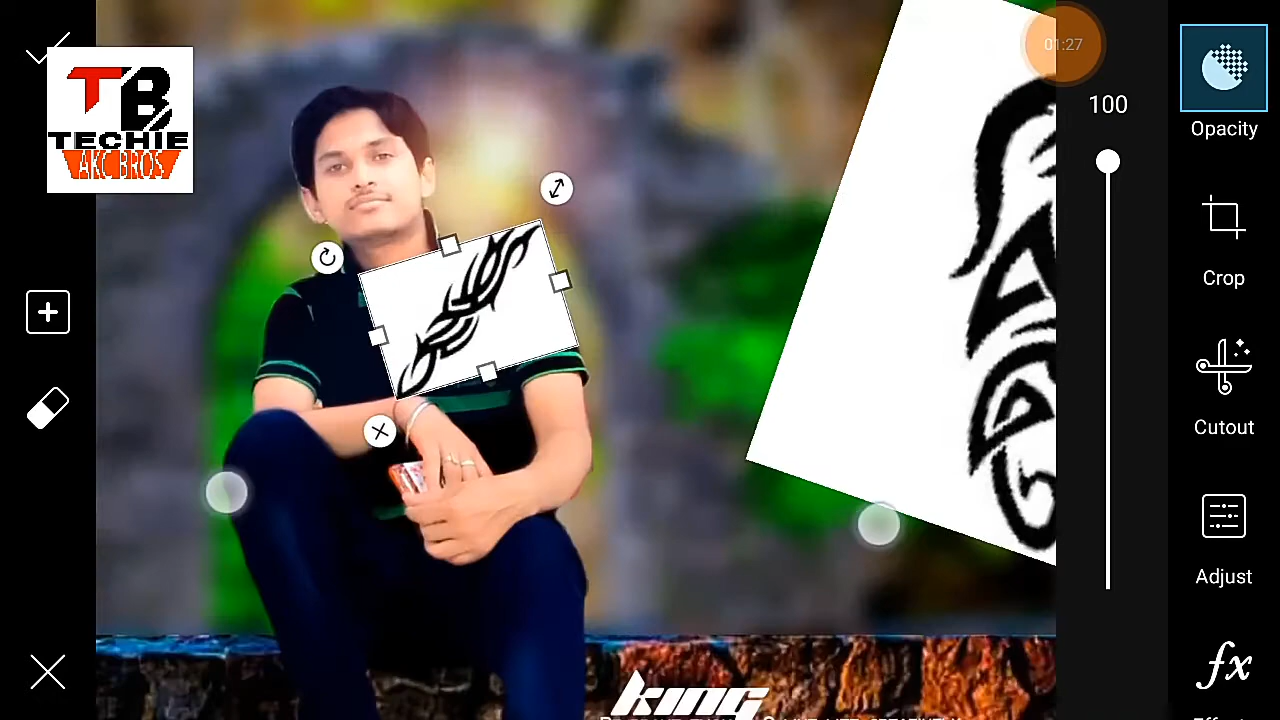 01:27
TB
TECHIE
AKC BROS
100
Opacity
Crop
Cutout
Adjust
fx
KING